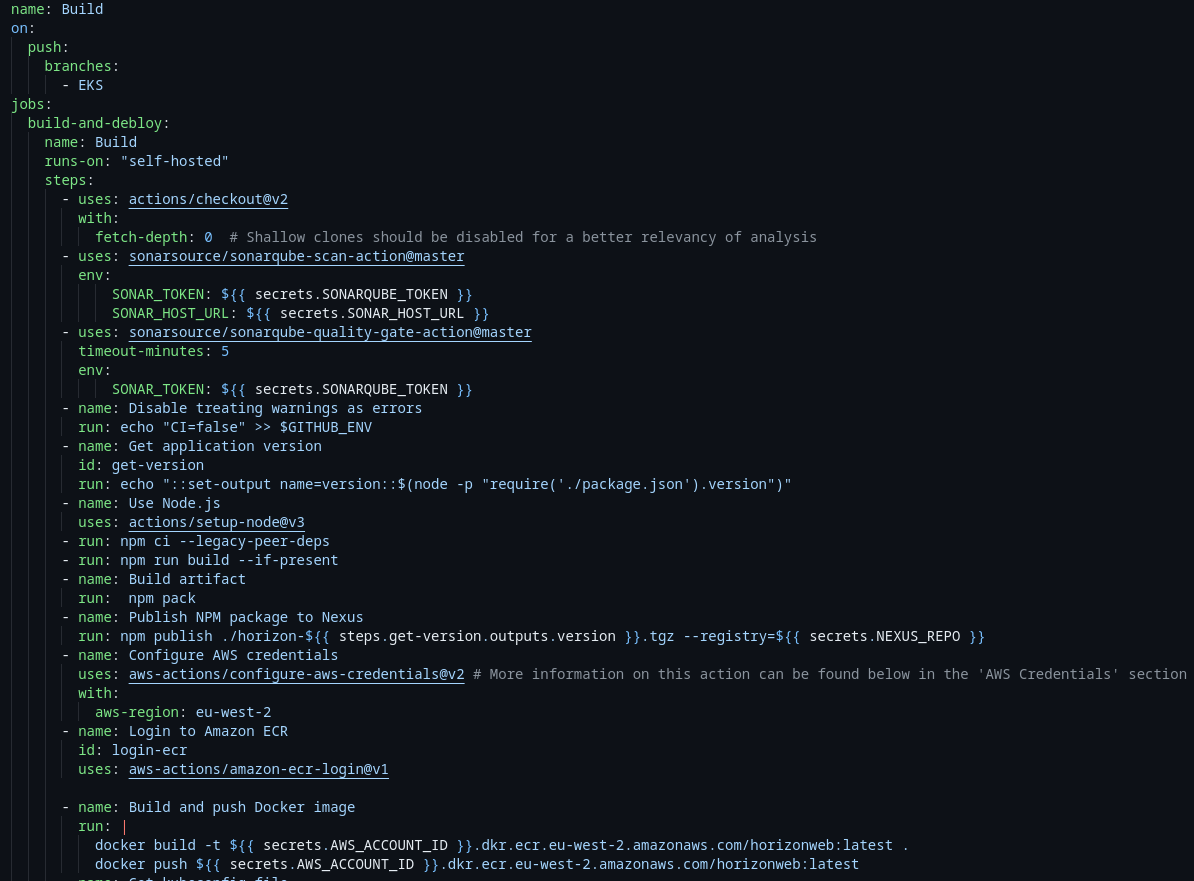 name: Build
on:
  push:
    branches:
      - EKS
jobs:
  build-and-debloy:
    name: Build
    runs-on: "self-hosted"
    steps:
      - uses: actions/checkout@v2
        with:
          fetch-depth: 0  # Shallow clones should be disabled for a better relevancy of analysis
      - uses: sonarsource/sonarqube-scan-action@master
        env:
            SONAR_TOKEN: ${{ secrets.SONARQUBE_TOKEN }}
            SONAR_HOST_URL: ${{ secrets.SONAR_HOST_URL }}
      - uses: sonarsource/sonarqube-quality-gate-action@master
        timeout-minutes: 5
        env:
            SONAR_TOKEN: ${{ secrets.SONARQUBE_TOKEN }}
      - name: Disable treating warnings as errors
        run: echo "CI=false" >> $GITHUB_ENV
      - name: Get application version
        id: get-version
        run: echo "::set-output name=version::$(node -p "require('./package.json').version")"
      - name: Use Node.js
        uses: actions/setup-node@v3
      - run: npm ci --legacy-peer-deps
      - run: npm run build --if-present
      - name: Build artifact
        run:  npm pack
      - name: Publish NPM package to Nexus
        run: npm publish ./horizon-${{ steps.get-version.outputs.version }}.tgz --registry=${{ secrets.NEXUS_REPO }}
      - name: Configure AWS credentials
        uses: aws-actions/configure-aws-credentials@v2 # More information on this action can be found below in the 'AWS Credentials' section
        with:
          aws-region: eu-west-2
      - name: Login to Amazon ECR
        id: login-ecr
        uses: aws-actions/amazon-ecr-login@v1

      - name: Build and push Docker image
        run: |
          docker build -t ${{ secrets.AWS_ACCOUNT_ID }}.dkr.ecr.eu-west-2.amazonaws.com/horizonweb:latest .
          docker push ${{ secrets.AWS_ACCOUNT_ID }}.dkr.ecr.eu-west-2.amazonaws.com/horizonweb:latest